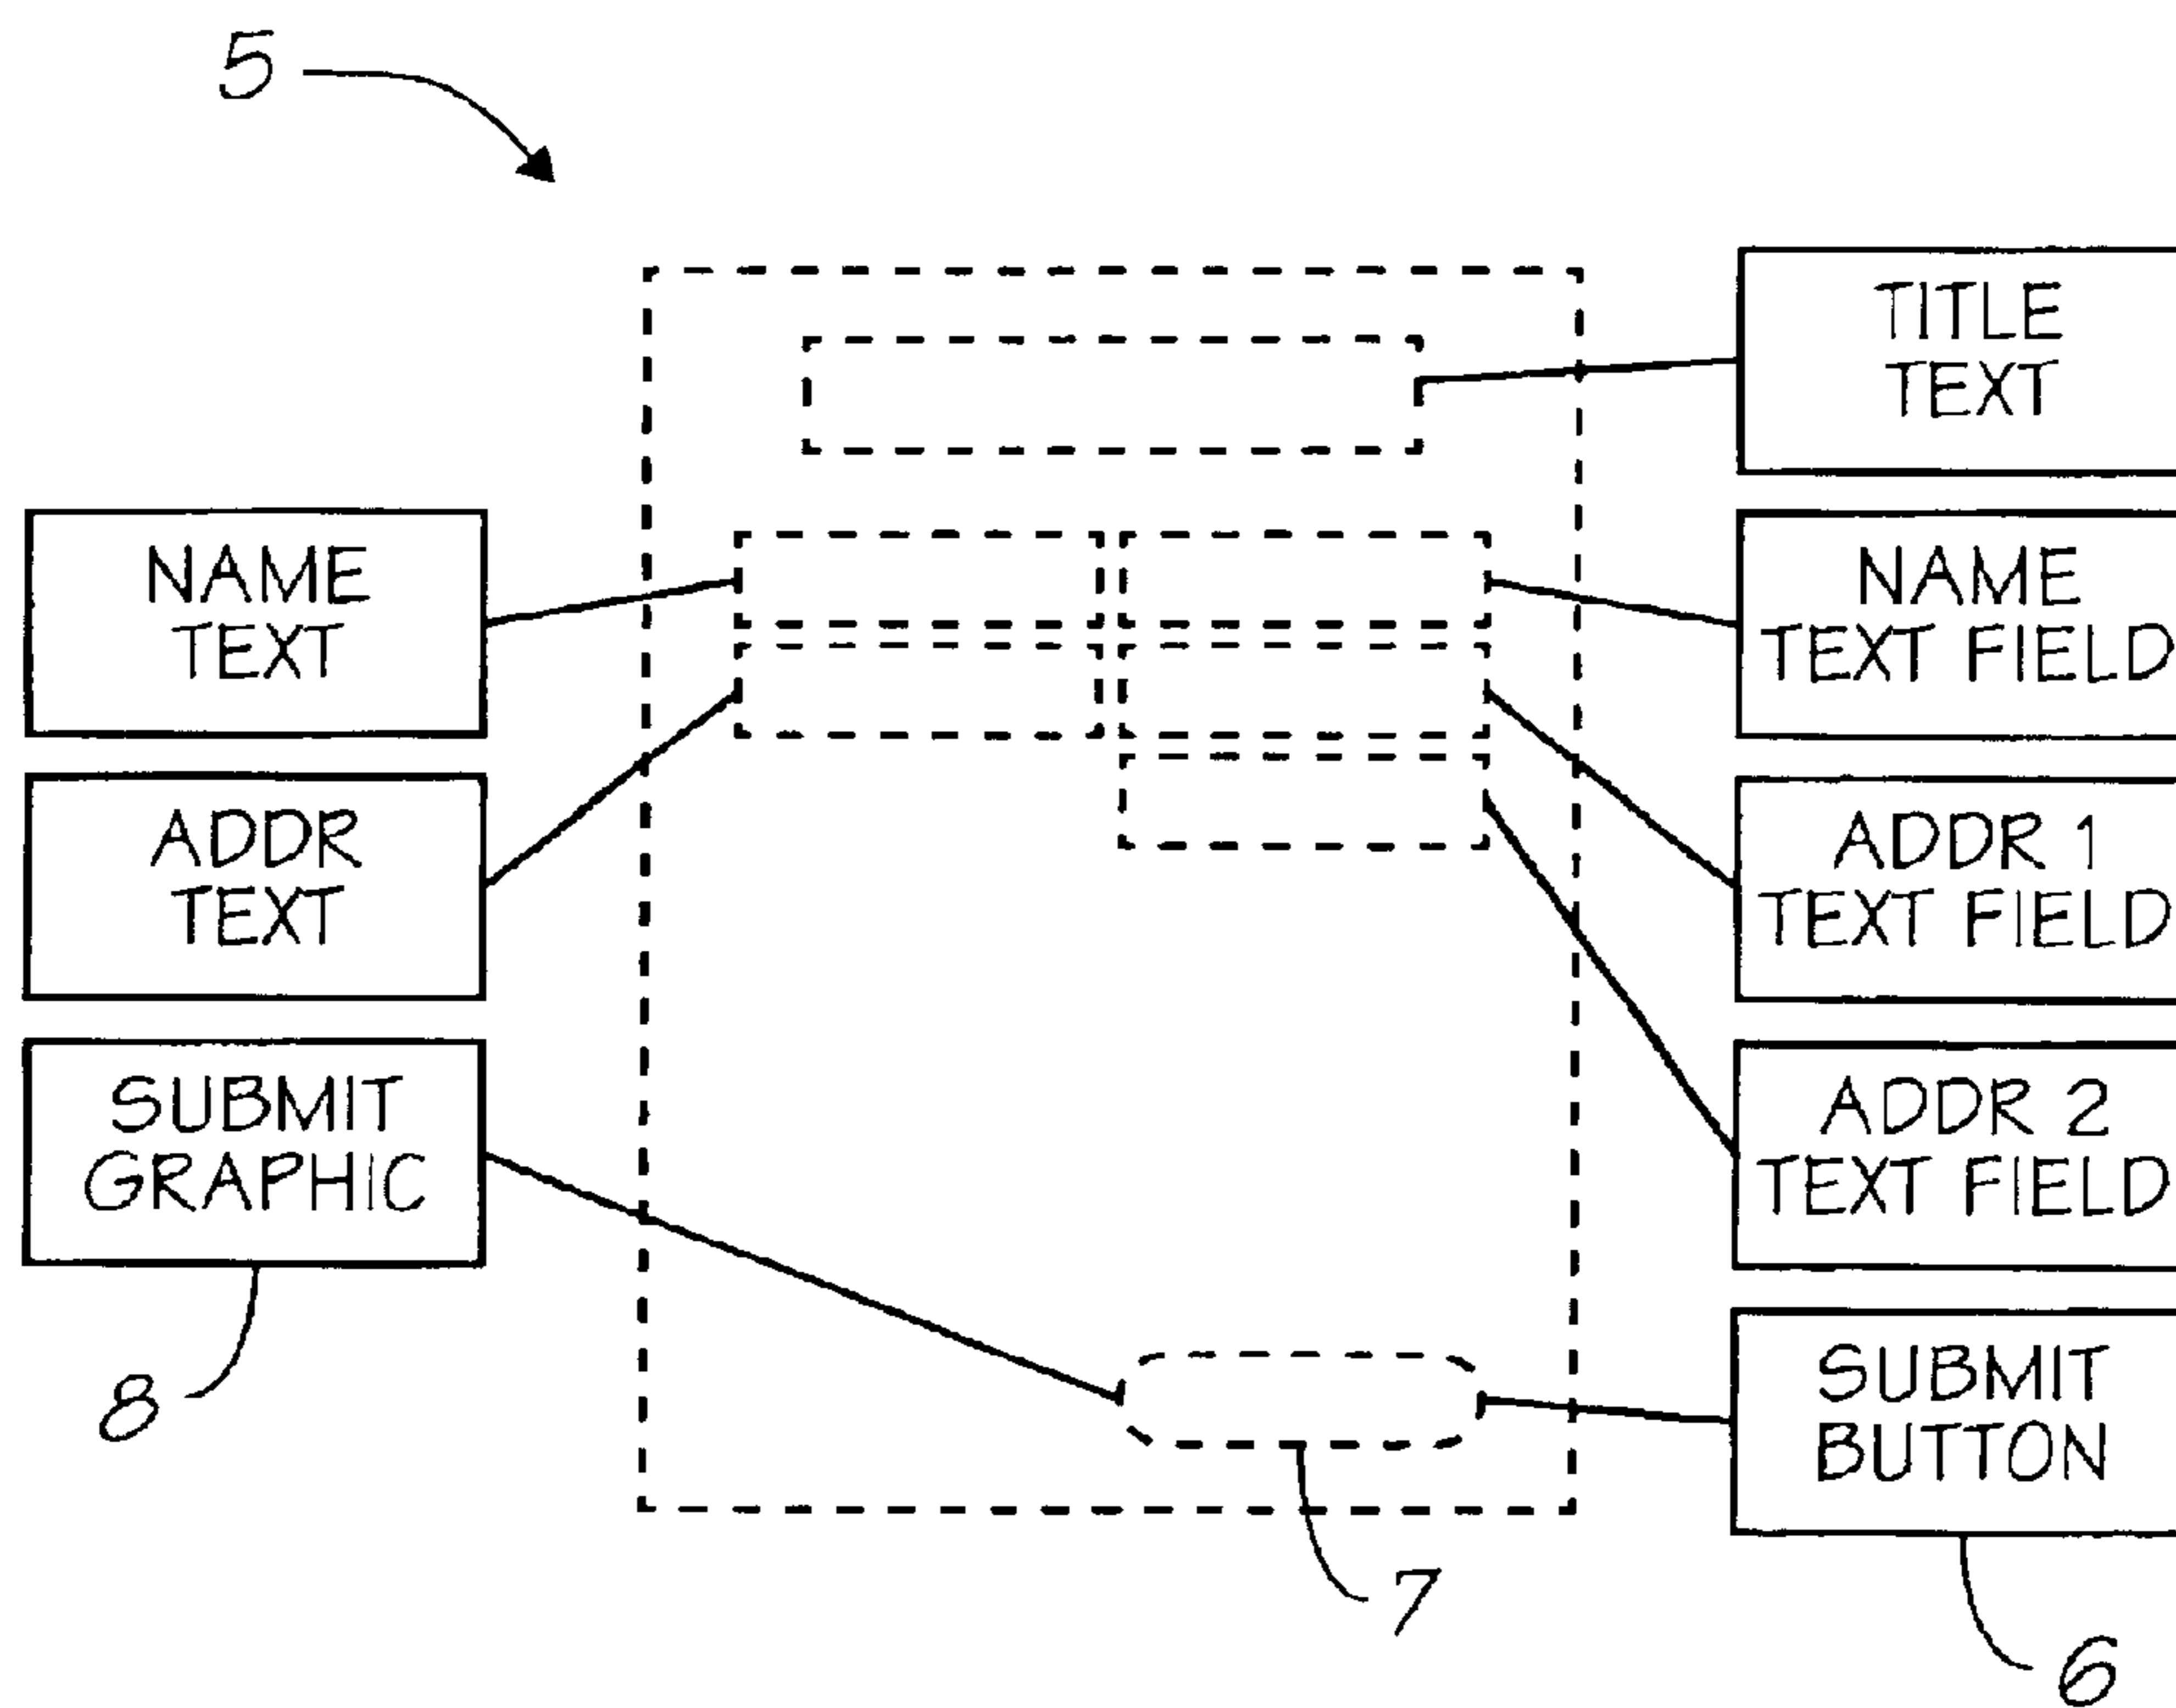 5
TITLE
TEXT
NAME
TEXT
NAME
TEXT FIELD
ADDR
TEXT
ADDR 1
TEXT FIELD
SUBMIT
GRAPHIC
ADDR 2
TEXT FIELD
8
SUBMIT
BUTTON
7
6